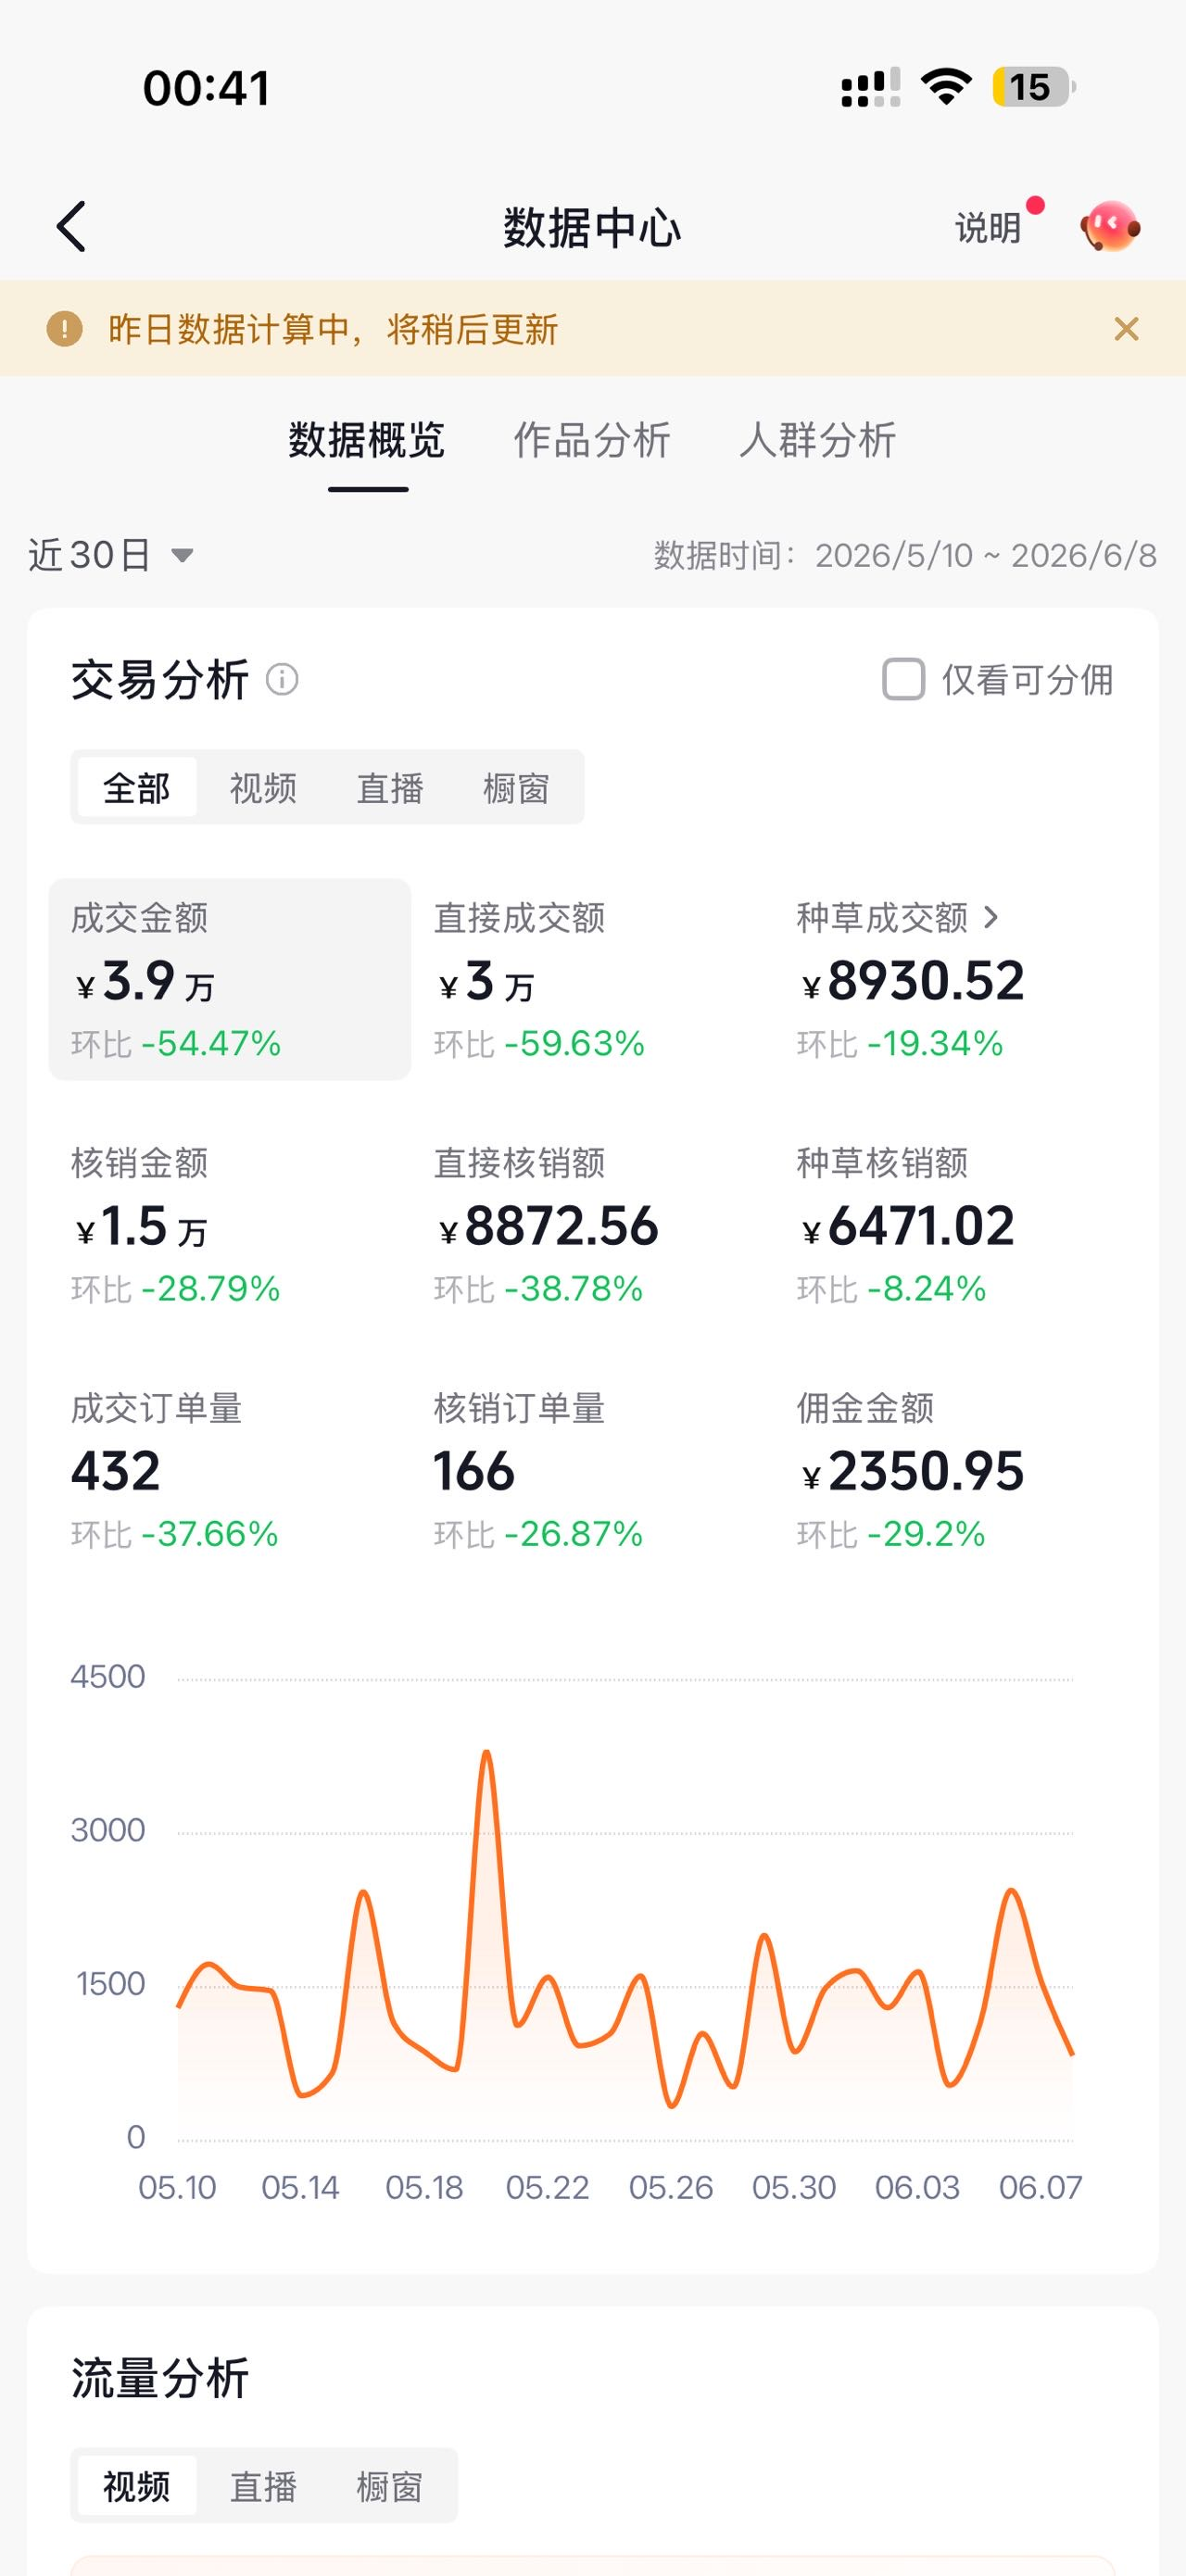 00:41
15
数据中心
说明
昨日数据计算中，将稍后更新
数据概览 作品分析 人群分析
近30日 数据时间：2026/5/10 ~ 2026/6/8
交易分析 仅看可分佣
全部 视频 直播 橱窗
成交金额 直接成交额 种草成交额
¥3.9万 ¥3万 ¥8930.52
环比 -54.47% 环比 -59.63% 环比 -19.34%
核销金额 直接核销额 种草核销额
¥1.5万 ¥8872.56 ¥6471.02
环比 -28.79% 环比 -38.78% 环比 -8.24%
成交订单量 核销订单量 佣金金额
432 166 ¥2350.95
环比 -37.66% 环比 -26.87% 环比 -29.2%
4500
3000
1500
0
05.10 05.14 05.18 05.22 05.26 05.30 06.03 06.07
流量分析
视频 直播 橱窗